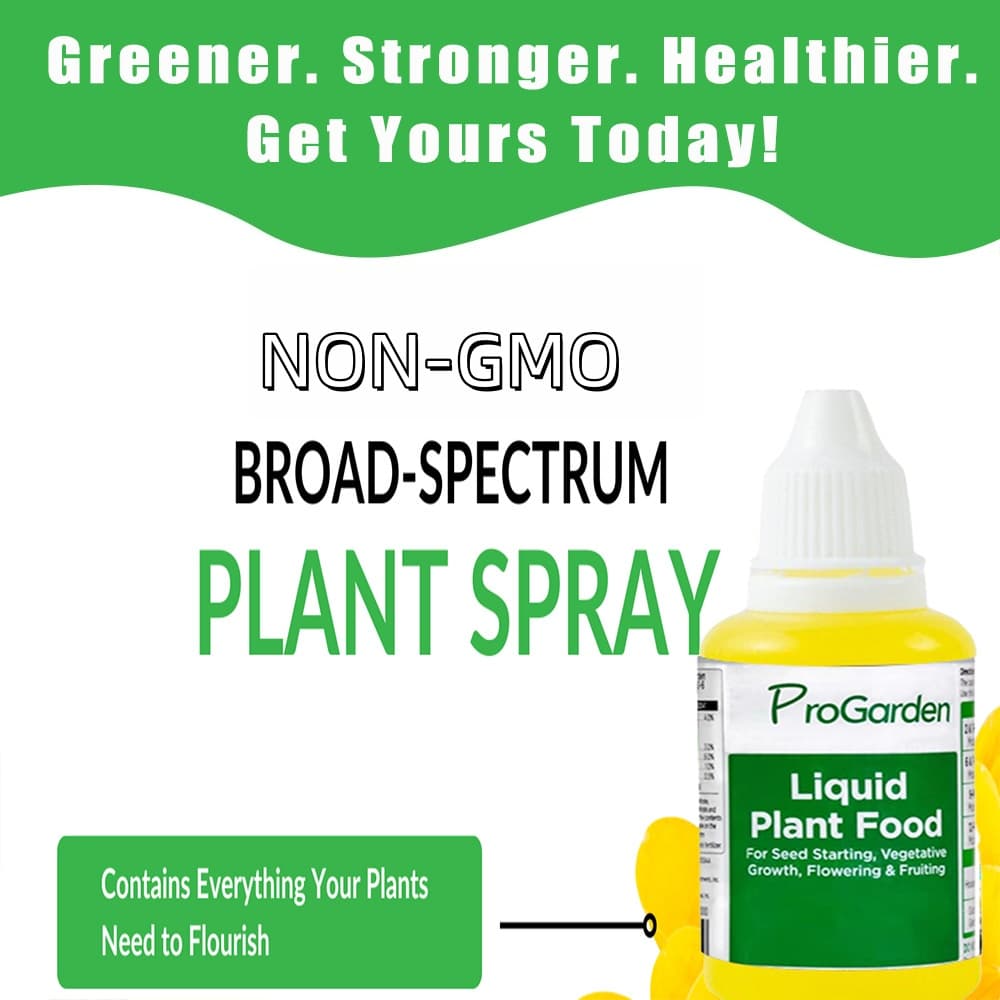 Greener. Stronger. Healthier.
Get Yours Today!
NON-GMO
BROAD-SPECTRUM
PLANT SPRAY
ProGarden
Liquid
Plant Food
For Seed Starting, Vegetative
Growth, Flowering & Fruiting
Contains Everything Your Plants
Need to Flourish